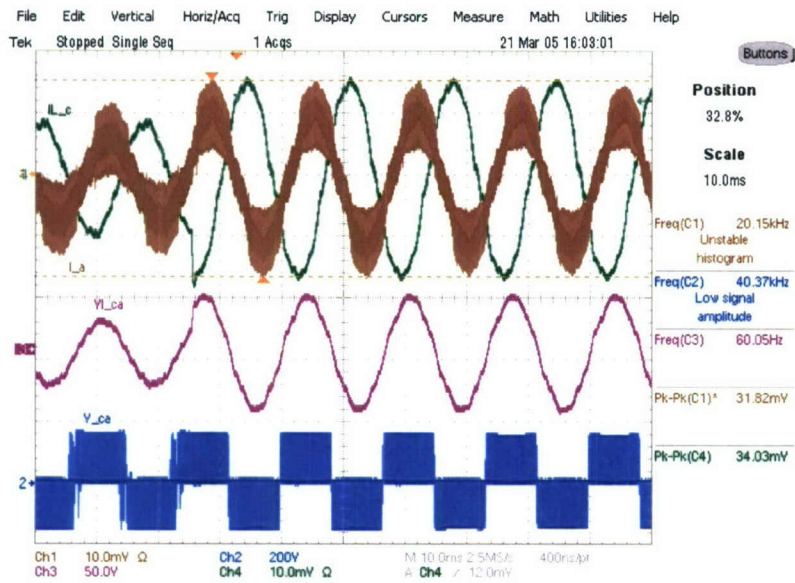 File Edit Vertical Horiz/Acq Trig Display Cursors Measure Math Utilities Help
Tek Stopped Single Seq 1 Acqs 21 Mar 05 16:03:01
Buttons
Position
32.8%
Scale
10.0ms
IL_c
I_a
Vl_ca
V_ca
2
Freq(C1) 20.15kHz
Unstable
histogram
Freq(C2) 40.37kHz
Low signal
amplitude
Freq(C3) 60.05Hz
Pk-Pk(C1)* 31.82mV
Pk-Pk(C4) 34.03mV
Ch1 10.0mV Ω Ch2 200V M 10.0ms 2.5MS/s 400ns/pt
Ch3 50.0V Ch4 10.0mV Ω A Ch4 / 12.0mV